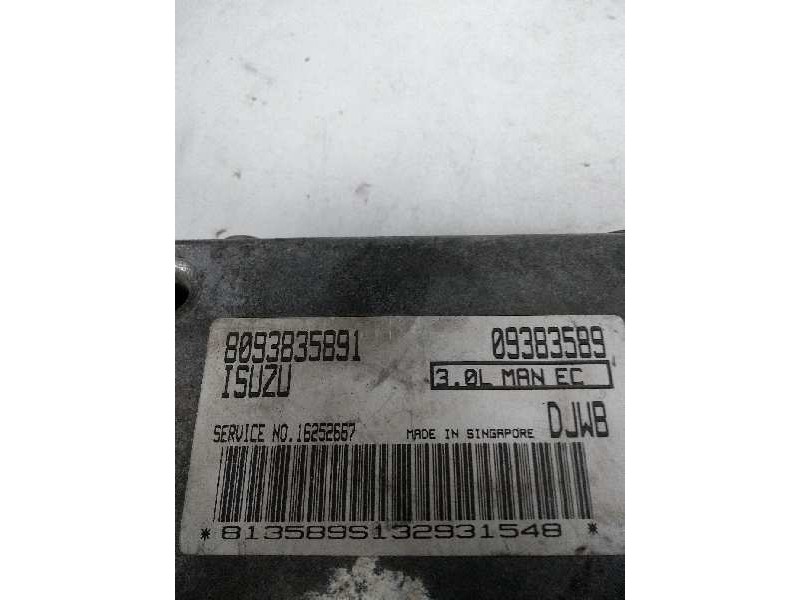 8093835891 09383589
ISUZU 3.0L MAN EC
SERVICE NO.16252667 MADE IN SINGAPORE DJWB
*813589S132931548*